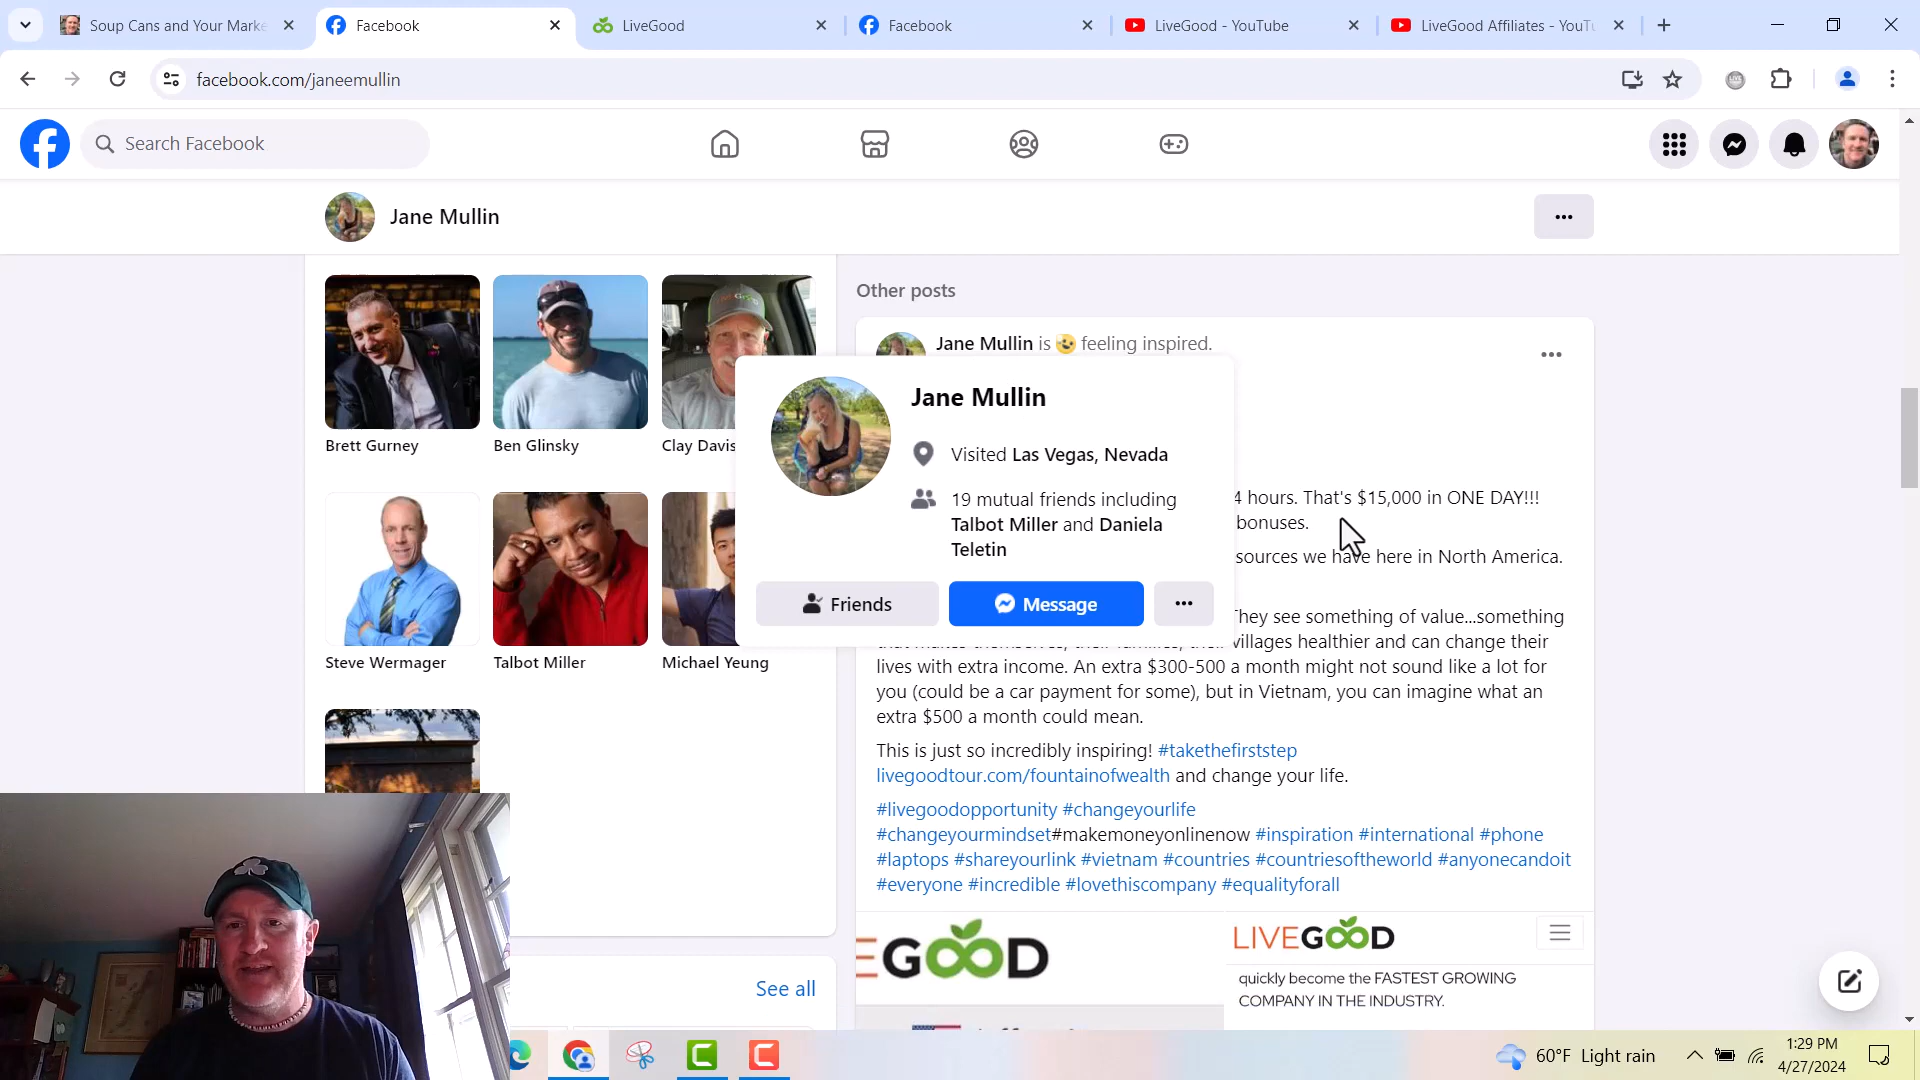 Soup Cans and Your Marke
Facebook
LiveGood
Facebook
LiveGood - YouTube
LiveGood Affiliates - YouTu
facebook.com/janeemullin
Search Facebook
Jane Mullin
Brett Gurney
Ben Glinsky
Clay Davis
Steve Wermager
Talbot Miller
Michael Yeung
See all
Other posts
Jane Mullin is feeling inspired.
Jane Mullin
Visited Las Vegas, Nevada
19 mutual friends including
Talbot Miller and Daniela
Teletin
Friends
Message
4 hours. That's $15,000 in ONE DAY!!!
bonuses.
sources we have here in North America.
They see something of value...something
villages healthier and can change their
lives with extra income. An extra $300-500 a month might not sound like a lot for
you (could be a car payment for some), but in Vietnam, you can imagine what an
extra $500 a month could mean.
This is just so incredibly inspiring! #takethefirststep
livegoodtour.com/fountainofwealth and change your life.
#livegoodopportunity #changeyourlife
#changeyourmindset#makemoneyonlinenow #inspiration #international #phone
#laptops #shareyourlink #vietnam #countries #countriesoftheworld #anyonecandoit
#everyone #incredible #lovethiscompany #equalityforall
EGOOD
LIVEGOOD
quickly become the FASTEST GROWING
COMPANY IN THE INDUSTRY.
60°F Light rain
1:29 PM
4/27/2024